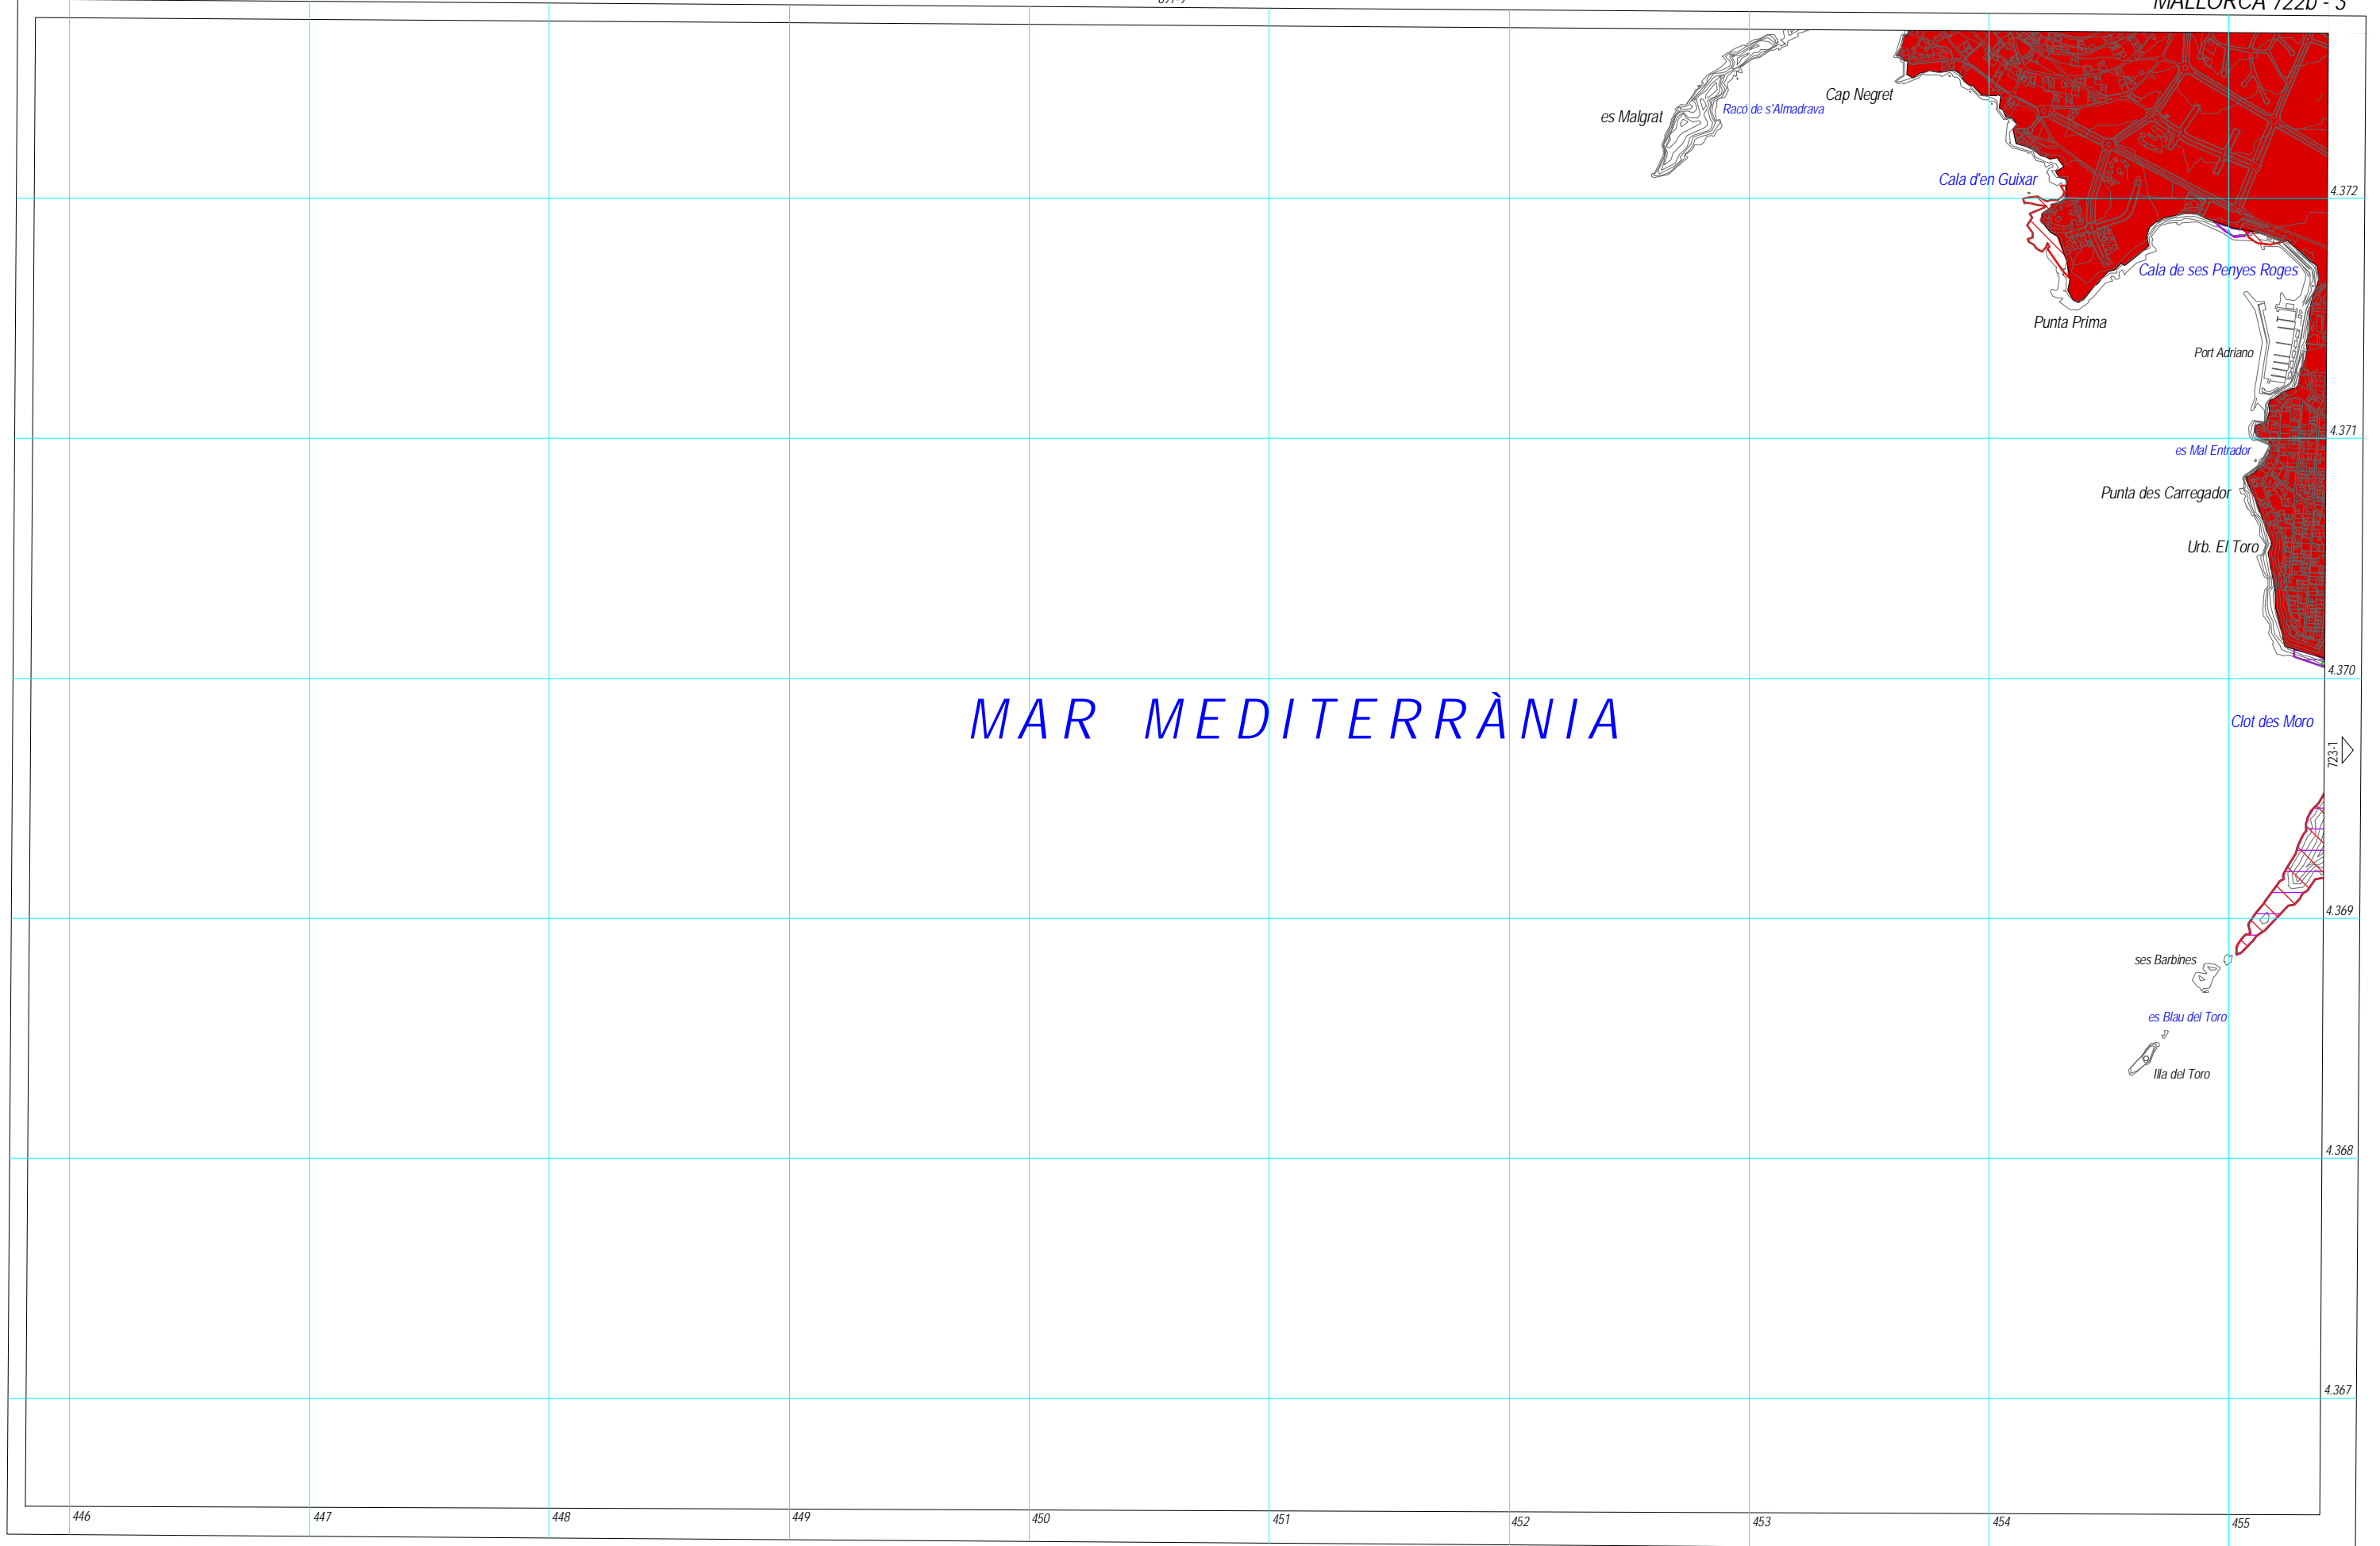 MALLORCA 722b - 3
Cap Negret
es Malgrat
Racó de s'Almadrava
Cala d'en Guixar
4.372
Cala de ses Penyes Roges
Punta Prima
Port Adriano
4.371
es Mal Entrador
Punta des Carregador
Urb. El Toro
4.370
MAR MEDITERRÀNIA
Clot des Moro
723-1
4.369
ses Barbines
es Blau del Toro
Illa del Toro
4.368
4.367
446 447 448 449 450 451 452 453 454 455